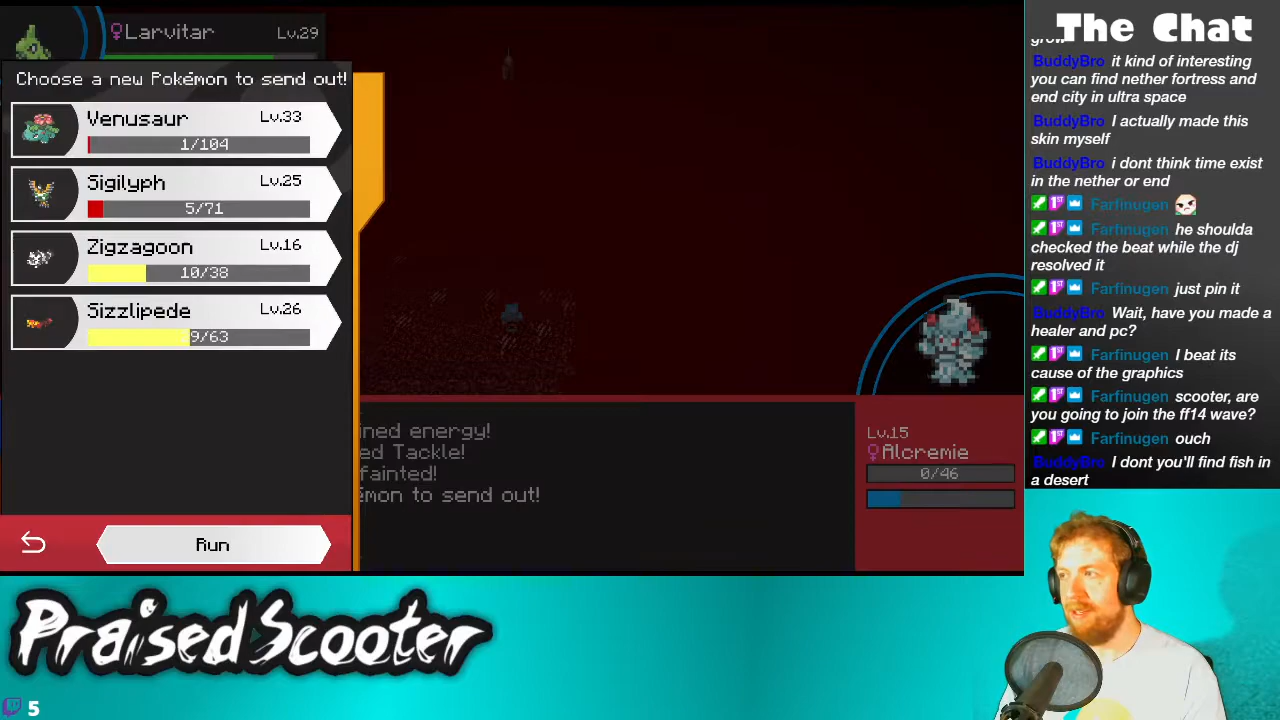 ♀Larvitar Lv.29
Choose a new Pokémon to send out!
Venusaur Lv.33
1/104
Sigilyph Lv.25
5/71
Zigzagoon Lv.16
10/38
Sizzlipede Lv.26
9/63
Run
ined energy!
ed Tackle!
fainted!
émon to send out!
Lv.15
♀Alcremie
0/46
The Chat
grow
BuddyBro it kind of interesting
you can find nether fortress and
end city in ultra space
BuddyBro I actually made this
skin myself
BuddyBro i dont think time exist
in the nether or end
Farfinugen
Farfinugen he shoulda
checked the beat while the dj
resolved it
Farfinugen just pin it
BuddyBro Wait, have you made a
healer and pc?
Farfinugen I beat its
cause of the graphics
Farfinugen scooter, are
you going to join the ff14 wave?
Farfinugen ouch
BuddyBro I dont you'll find fish in
a desert
Praised Scooter
5